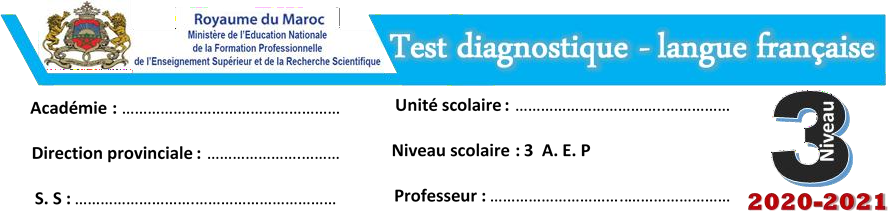 Royaume du Maroc
Ministère de l'Education Nationale
de la Formation Professionnelle
de l'Enseignement Supérieur et de la Recherche Scientifique
Test diagnostique - langue française
Académie : ................................................
Unité scolaire : ................................................
Direction provinciale : ..............................
Niveau scolaire : 3 A. E. P
S. S : ..........................................................
Professeur : ......................................................
3
Niveau
2020-2021